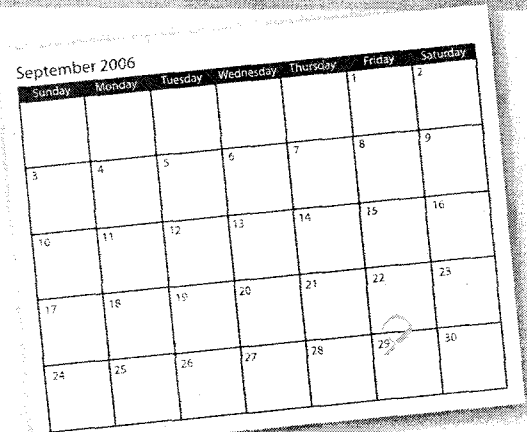 September 2006
Sunday Monday Tuesday Wednesday Thursday Friday Saturday
1 2
3 4 5 6 7 8 9
10 11 12 13 14 15 16
17 18 19 20 21 22 23
24 25 26 27 28 29 30